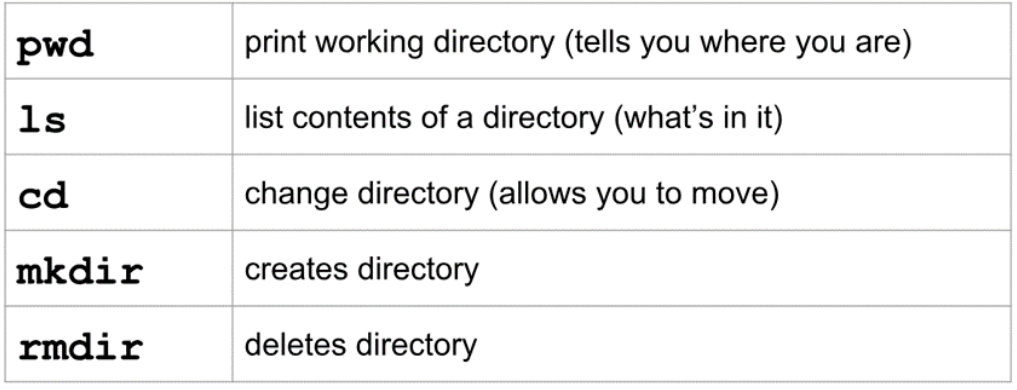 pwd print working directory (tells you where you are)
ls list contents of a directory (what's in it)
cd change directory (allows you to move)
mkdir creates directory
rmdir deletes directory